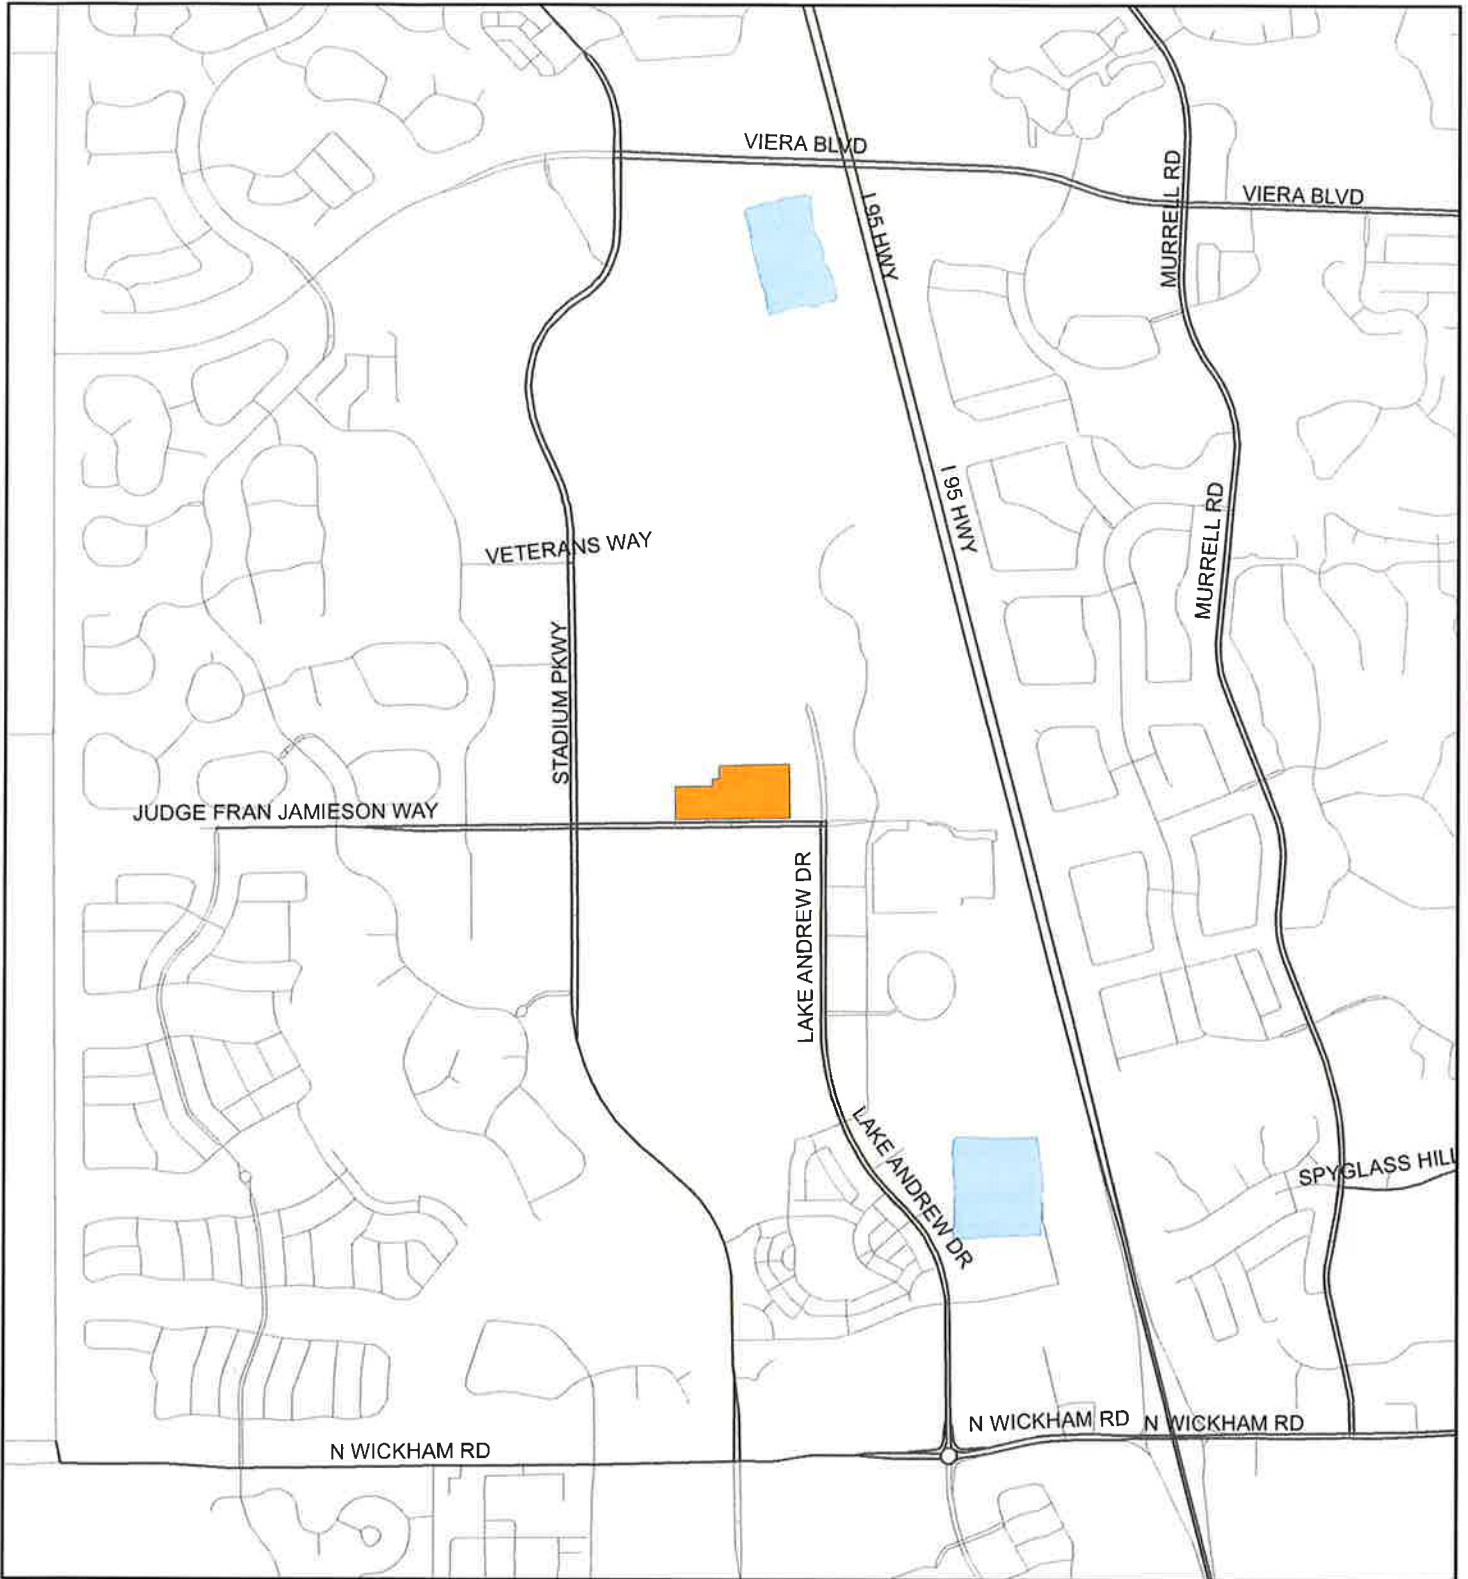 VIERA BLVD
VIERA BLVD
MURRELL RD
I 95 HWY
I 95 HWY
MURRELL RD
VETERANS WAY
STADIUM PKWY
JUDGE FRAN JAMIESON WAY
LAKE ANDREW DR
LAKE ANDREW DR
SPYGLASS HILL
N WICKHAM RD
N WICKHAM RD
N WICKHAM RD